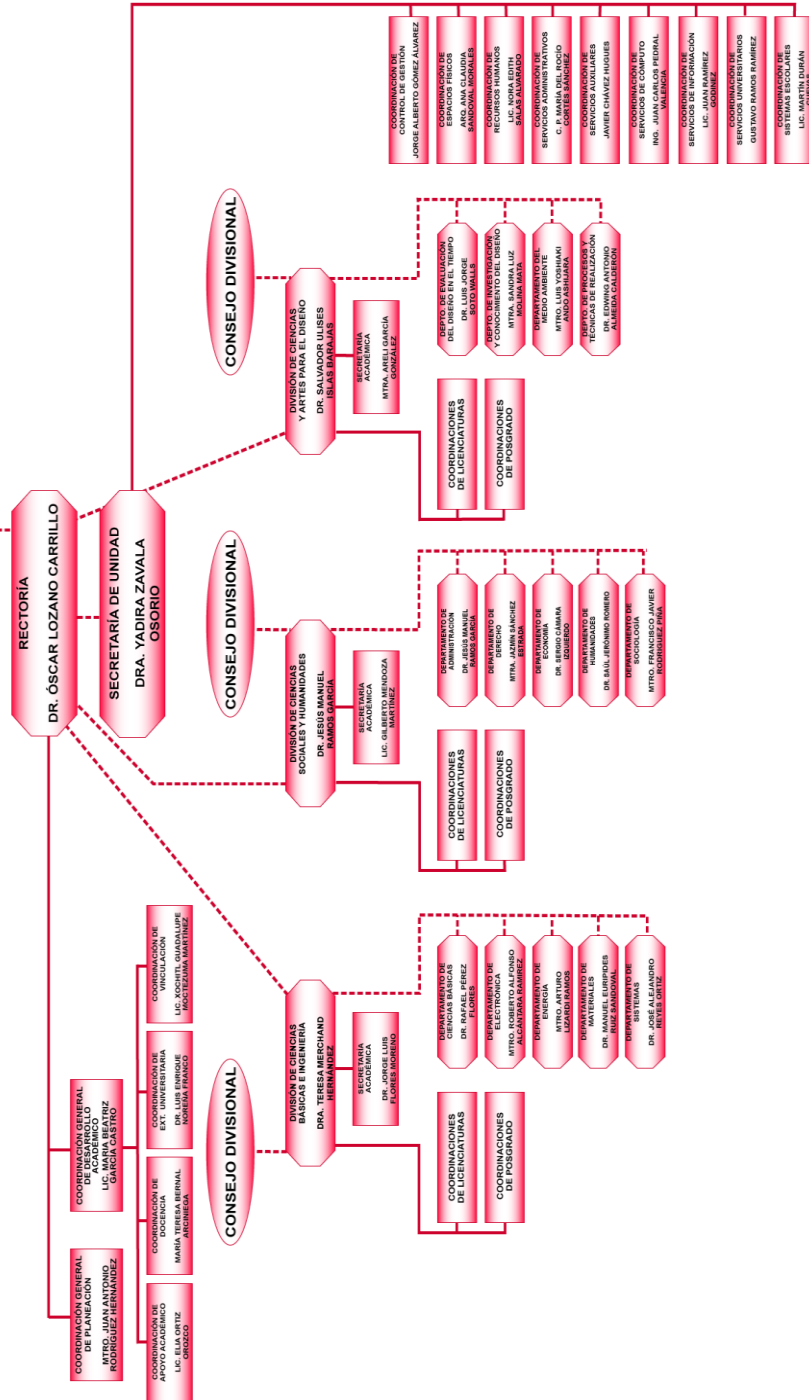 RECTORÍA
DR. ÓSCAR LOZANO CARRILLO
SECRETARÍA DE UNIDAD
DRA. YADIRA ZAVALA
OSORIO
COORDINACIÓN GENERAL
DE PLANEACIÓN
MTRO. JUAN ANTONIO
RODRÍGUEZ HERNÁNDEZ
COORDINACIÓN GENERAL
DE DESARROLLO
ACADÉMICO
LIC. MARIA BEATRIZ
GARCÍA CASTRO
COORDINACIÓN DE
APOYO ACADÉMICO
LIC. ELIA ORTIZ
OROZCO
COORDINACIÓN DE
DOCENCIA
MARÍA TERESA BERNAL
ARCINIEGA
COORDINACIÓN DE
EXT. UNIVERSITARIA
DR. LUIS ENRIQUE
NOREÑA FRANCO
COORDINACIÓN DE
VINCULACIÓN
LIC. XOCHITL GUADALUPE
MOCTEZUMA MARTÍNEZ
CONSEJO DIVISIONAL
DIVISIÓN DE CIENCIAS
BÁSICAS E INGENIERÍA
DRA. TERESA MERCHAND
HERNÁNDEZ
SECRETARÍA
ACADÉMICA
DR. JORGE LUIS
FLORES MORENO
COORDINACIONES
DE LICENCIATURAS
COORDINACIONES
DE POSGRADO
DEPARTAMENTO DE
CIENCIAS BÁSICAS
DR. RAFAEL PÉREZ
FLORES
DEPARTAMENTO DE
ELECTRÓNICA
MTRO. ROBERTO ALFONSO
ALCÁNTARA RAMÍREZ
DEPARTAMENTO DE
ENERGÍA
MTRO. ARTURO
LIZARDI RAMOS
DEPARTAMENTO DE
MATERIALES
DR. MANUEL EURIPIDES
RUIZ SANDOVAL
DEPARTAMENTO DE
SISTEMAS
DR. JOSÉ ALEJANDRO
REYES ORTIZ
CONSEJO DIVISIONAL
DIVISIÓN DE CIENCIAS
SOCIALES Y HUMANIDADES
DR. JESÚS MANUEL
RAMOS GARCÍA
SECRETARÍA
ACADÉMICA
LIC. GILBERTO MENDOZA
MARTÍNEZ
COORDINACIONES
DE LICENCIATURAS
COORDINACIONES
DE POSGRADO
DEPARTAMENTO DE
ADMINISTRACIÓN
DR. JESÚS MANUEL
RAMOS GARCÍA
DEPARTAMENTO DE
DERECHO
MTRA. JAZMÍN SÁNCHEZ
ESTRADA
DEPARTAMENTO DE
ECONOMÍA
DR. SERGIO CÁMARA
IZQUIERDO
DEPARTAMENTO DE
HUMANIDADES
DR. SAÚL JERÓNIMO ROMERO
DEPARTAMENTO DE
SOCIOLOGÍA
MTRO. FRANCISCO JAVIER
RODRÍGUEZ PIÑA
CONSEJO DIVISIONAL
DIVISIÓN DE CIENCIAS
Y ARTES PARA EL DISEÑO
DR. SALVADOR ULISES
ISLAS BARAJAS
SECRETARÍA
ACADÉMICA
MTRA. ARELI GARCÍA
GONZÁLEZ
COORDINACIONES
DE LICENCIATURAS
COORDINACIONES
DE POSGRADO
DEPTO. DE EVALUACIÓN
DEL DISEÑO EN EL TIEMPO
DR. LUIS JORGE
SOTO WALLS
DEPTO. DE INVESTIGACIÓN
Y CONOCIMIENTO DEL DISEÑO
MTRA. SANDRA LUZ
MOLINA MATA
DEPARTAMENTO DEL
MEDIO AMBIENTE
MTRO. LUIS YOSHIAKI
ANDO ASHIJARA
DEPTO. DE PROCESOS Y
TÉCNICAS DE REALIZACIÓN
DR. EDWING ANTONIO
ALMEIDA CALDERÓN
COORDINACIÓN DE
CONTROL DE GESTIÓN
JORGE ALBERTO GÓMEZ ÁLVAREZ
COORDINACIÓN DE
ESPACIOS FÍSICOS
ARQ. ANA CLAUDIA
SANDOVAL MORALES
COORDINACIÓN DE
RECURSOS HUMANOS
LIC. NORA EDITH
SALAS ALVARADO
COORDINACIÓN DE
SERVICIOS ADMINISTRATIVOS
C. P. MARÍA DEL ROCÍO
CORTÉS SÁNCHEZ
COORDINACIÓN DE
SERVICIOS AUXILIARES
JAVIER CHÁVEZ HUGUES
COORDINACIÓN DE
SERVICIOS DE CÓMPUTO
ING. JUAN CARLOS PEDRAL
VALENCIA
COORDINACIÓN DE
SERVICIOS DE INFORMACIÓN
LIC. JUAN RAMÍREZ
GODÍNEZ
COORDINACIÓN DE
SERVICIOS UNIVERSITARIOS
GUSTAVO RAMOS RAMÍREZ
COORDINACIÓN DE
SISTEMAS ESCOLARES
LIC. MARTÍN DURÁN